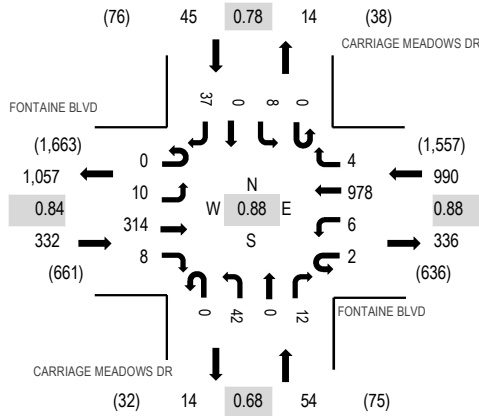 (76) 45 0.78 14 (38)
CARRIAGE MEADOWS DR
37 0 8 0
FONTAINE BLVD
(1,663) 0 4 (1,557)
1,057 10 N 978 990
0.84 W 0.88 E 0.88
332 314 S 6 336
(661) 8 2 (636)
0 42 0 12
FONTAINE BLVD
CARRIAGE MEADOWS DR
(32) 14 0.68 54 (75)